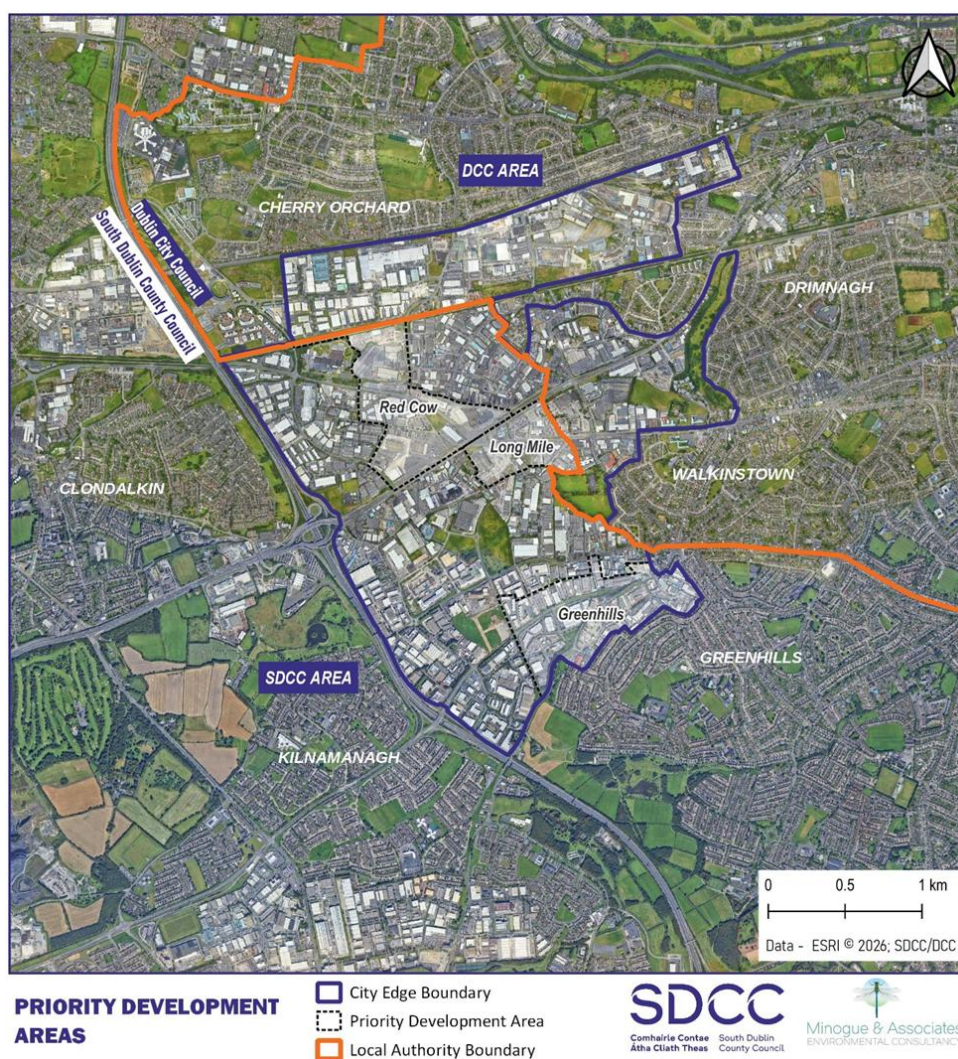 DCC AREA
CHERRY ORCHARD
Dublin City Council
South Dublin County Council
DRIMNAGH
Red Cow
Long Mile
CLONDALKIN
WALKINSTOWN
Greenhills
GREENHILLS
SDCC AREA
KILNAMANAGH
0 0.5 1 km
Data - ESRI © 2026; SDCC/DCC
PRIORITY DEVELOPMENT
AREAS
City Edge Boundary
Priority Development Area
Local Authority Boundary
SDCC
Comhairle Contae
Átha Cliath Theas
South Dublin
County Council
Minogue & Associates
ENVIRONMENTAL CONSULTANCY